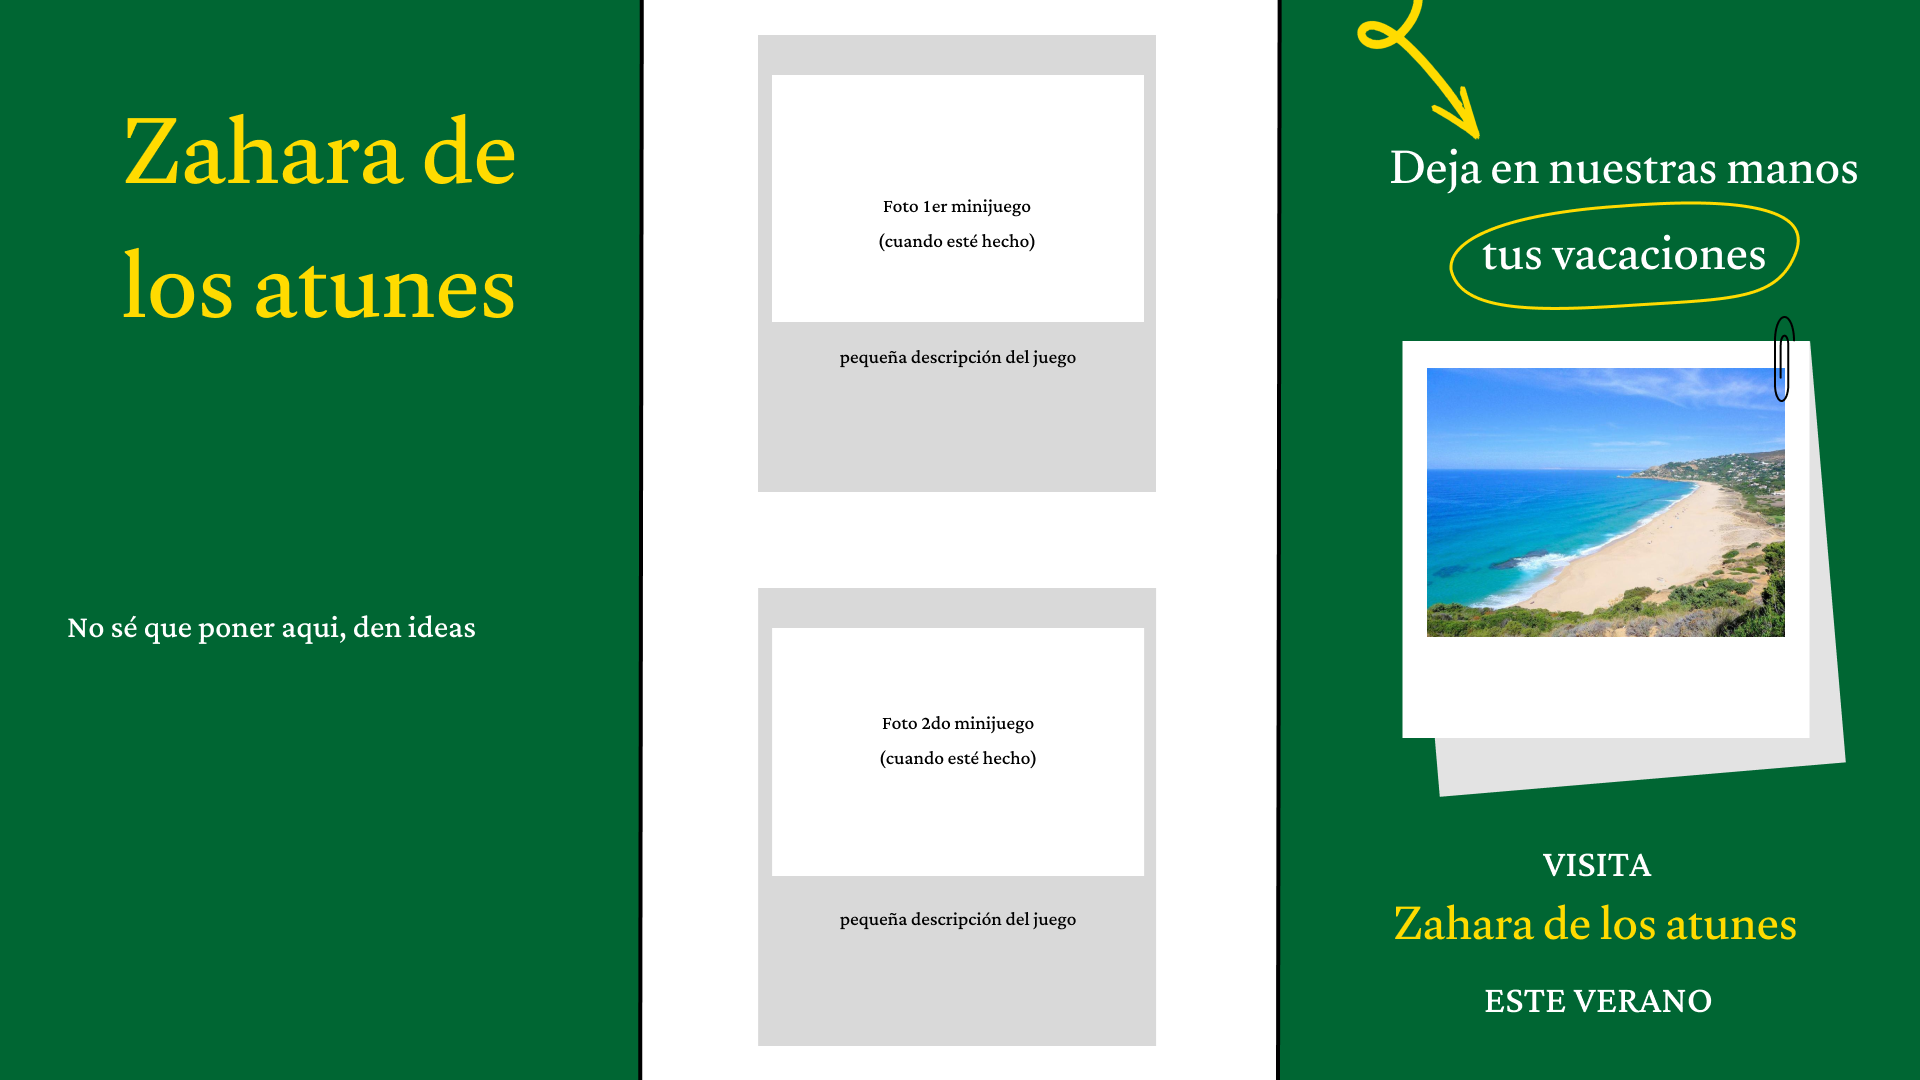 Zahara de
los atunes
No sé que poner aqui, den ideas
Foto 1er minijuego
(cuando esté hecho)
pequeña descripción del juego
Foto 2do minijuego
(cuando esté hecho)
pequeña descripción del juego
Deja en nuestras manos
tus vacaciones
VISITA
Zahara de los atunes
ESTE VERANO